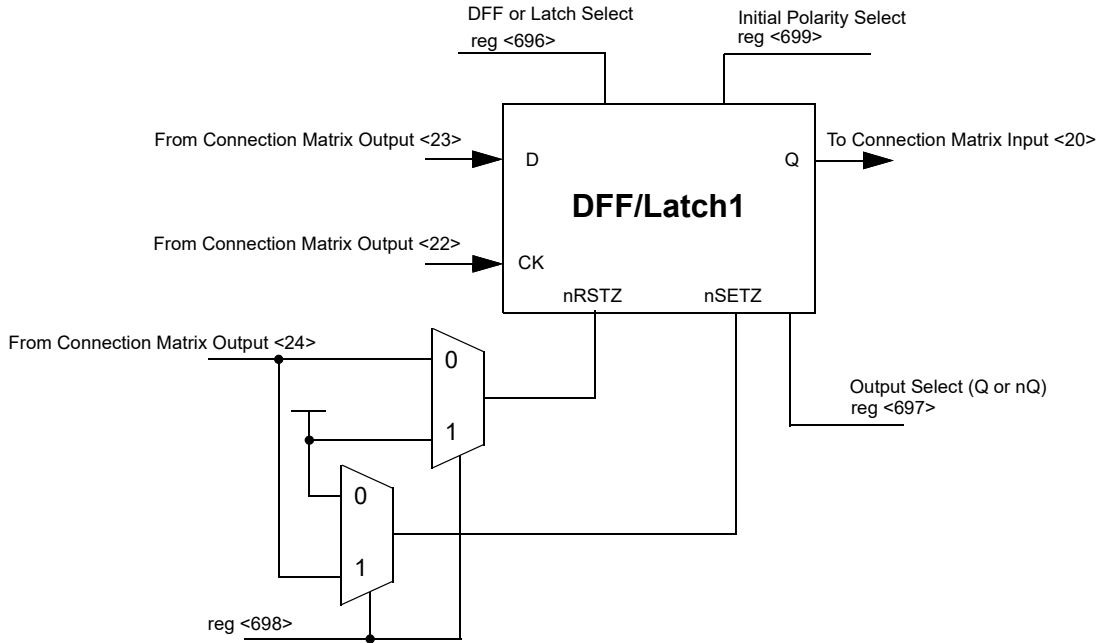 DFF or Latch Select
reg <696>
Initial Polarity Select
reg <699>
From Connection Matrix Output <23>
D
Q
To Connection Matrix Input <20>
DFF/Latch1
From Connection Matrix Output <22>
CK
nRSTZ
nSETZ
From Connection Matrix Output <24>
0
1
Output Select (Q or nQ)
reg <697>
0
1
reg <698>